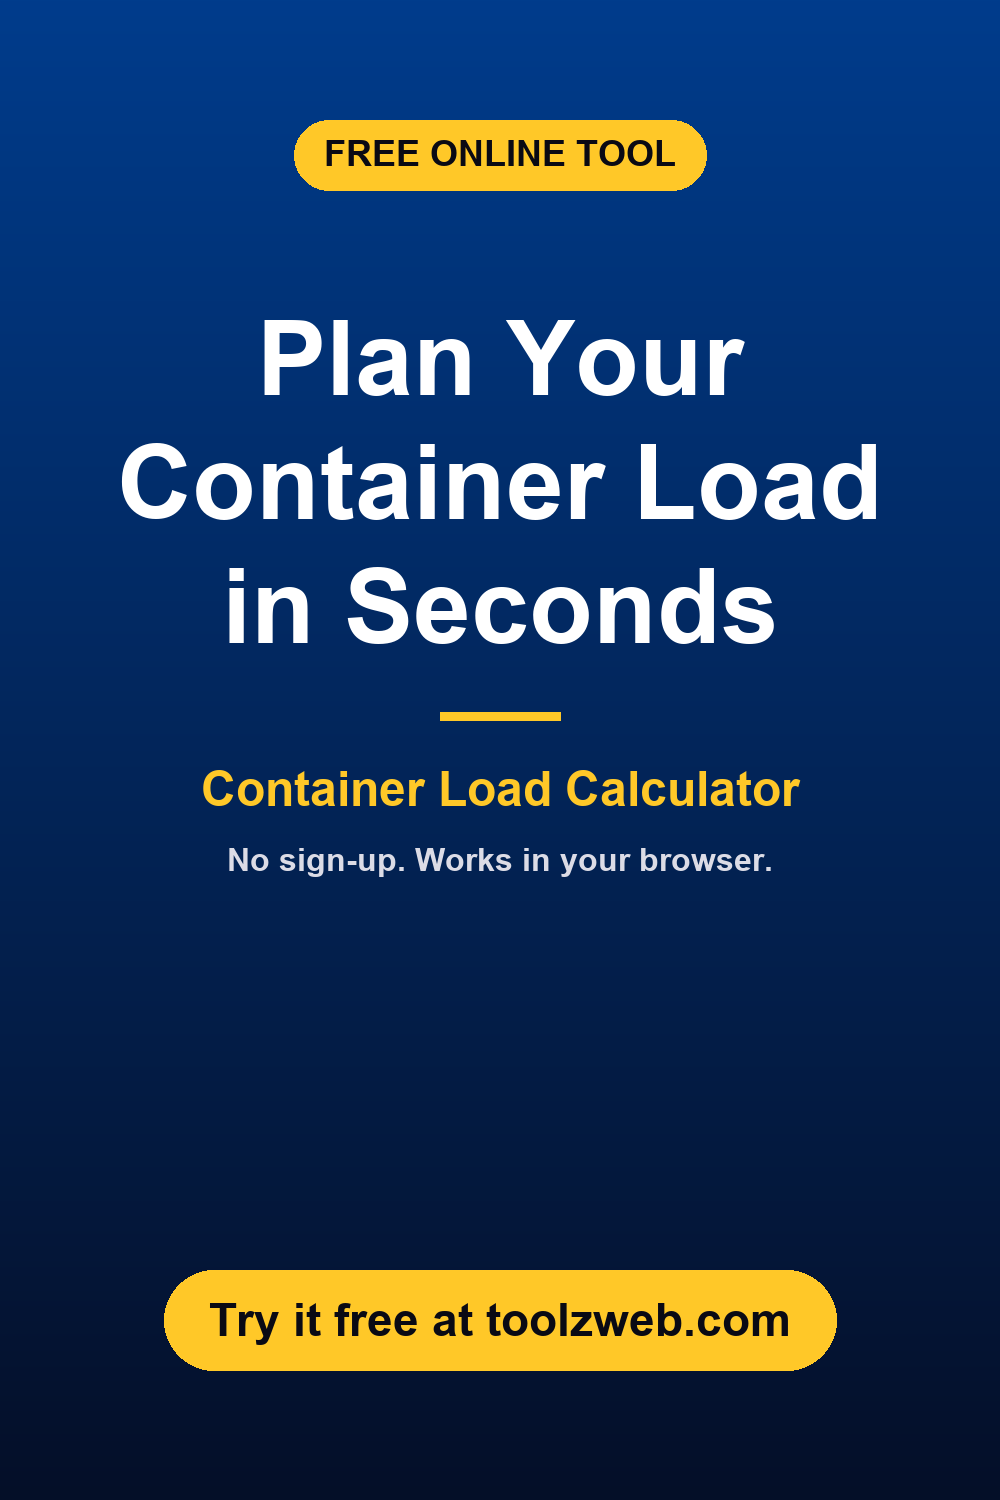 FREE ONLINE TOOL
Plan Your
Container Load
in Seconds
Container Load Calculator
No sign-up. Works in your browser.
Try it free at toolzweb.com